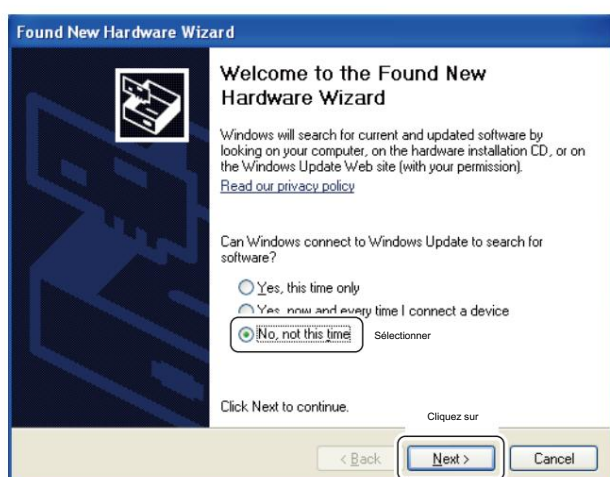 Found New Hardware Wizard
Welcome to the Found New
Hardware Wizard
Windows will search for current and updated software by
looking on your computer, on the hardware installation CD, or on
the Windows Update Web site (with your permission).
Read our privacy policy
Can Windows connect to Windows Update to search for
software?
Yes, this time only
Yes, now and every time I connect a device
No, not this time Sélectionner
Click Next to continue.
Cliquez sur
< Back Next > Cancel